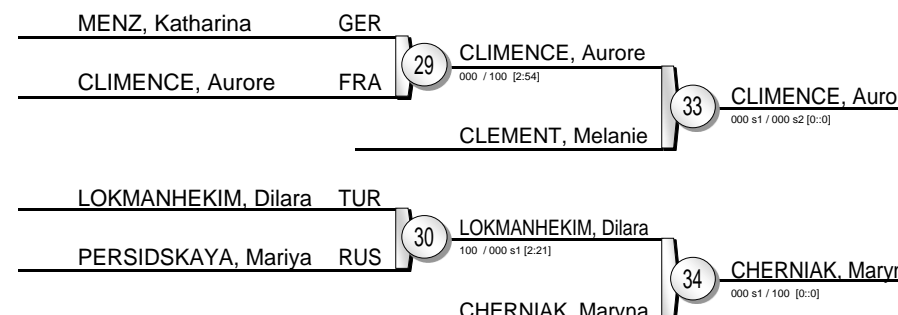 MENZ, Katharina GER
29
CLIMENCE, Aurore
000 / 100 [2:54]
CLIMENCE, Aurore FRA
33
CLIMENCE, Auro
000 s1 / 000 s2 [0::0]
CLEMENT, Melanie
LOKMANHEKIM, Dilara TUR
30
LOKMANHEKIM, Dilara
100 / 000 s1 [2:21]
PERSIDSKAYA, Mariya RUS
34
CHERNIAK, Mary
000 s1 / 100 [0::0]
CHERNIAK, Maryna